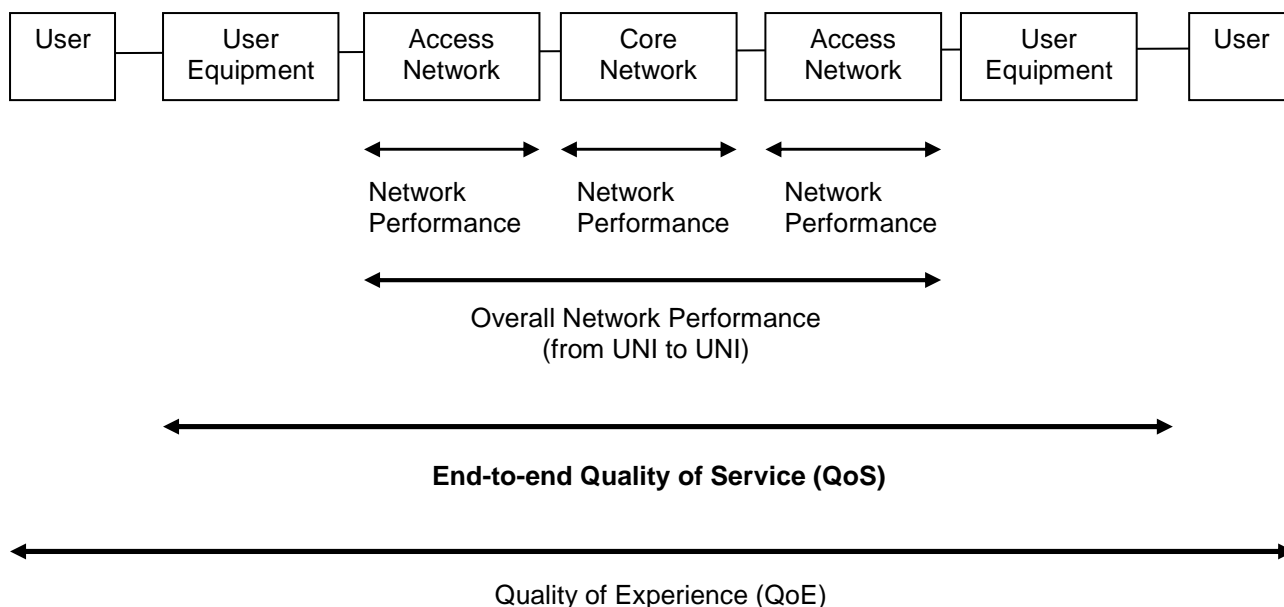 User
User
Equipment
Access
Network
Core
Network
Access
Network
User
Equipment
User
Network
Performance
Network
Performance
Network
Performance
Overall Network Performance
(from UNI to UNI)
End-to-end Quality of Service (QoS)
Quality of Experience (QoE)